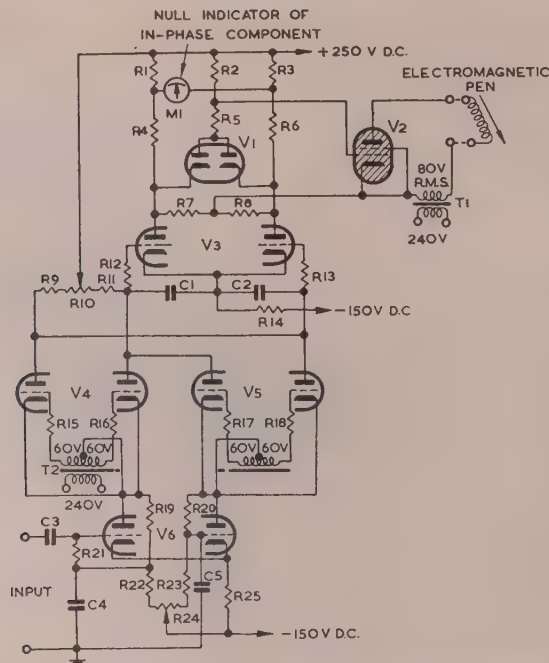 NULL INDICATOR OF
IN-PHASE COMPONENT
+250 V D.C.
R1
R2
R3
ELECTROMAGNETIC
PEN
M1
R4
R5
R6
V1
V2
80V
R.M.S.
T1
240V
R7
R8
V3
R12
R13
R9
R10
R11
C1
C2
R14
-150V D.C
V4
V5
R15
R16
R17
R18
60V
60V
60V
60V
T2
240V
R19
R20
C3
V6
R21
INPUT
R22
R23
C5
R25
C4
R24
-150V D.C.